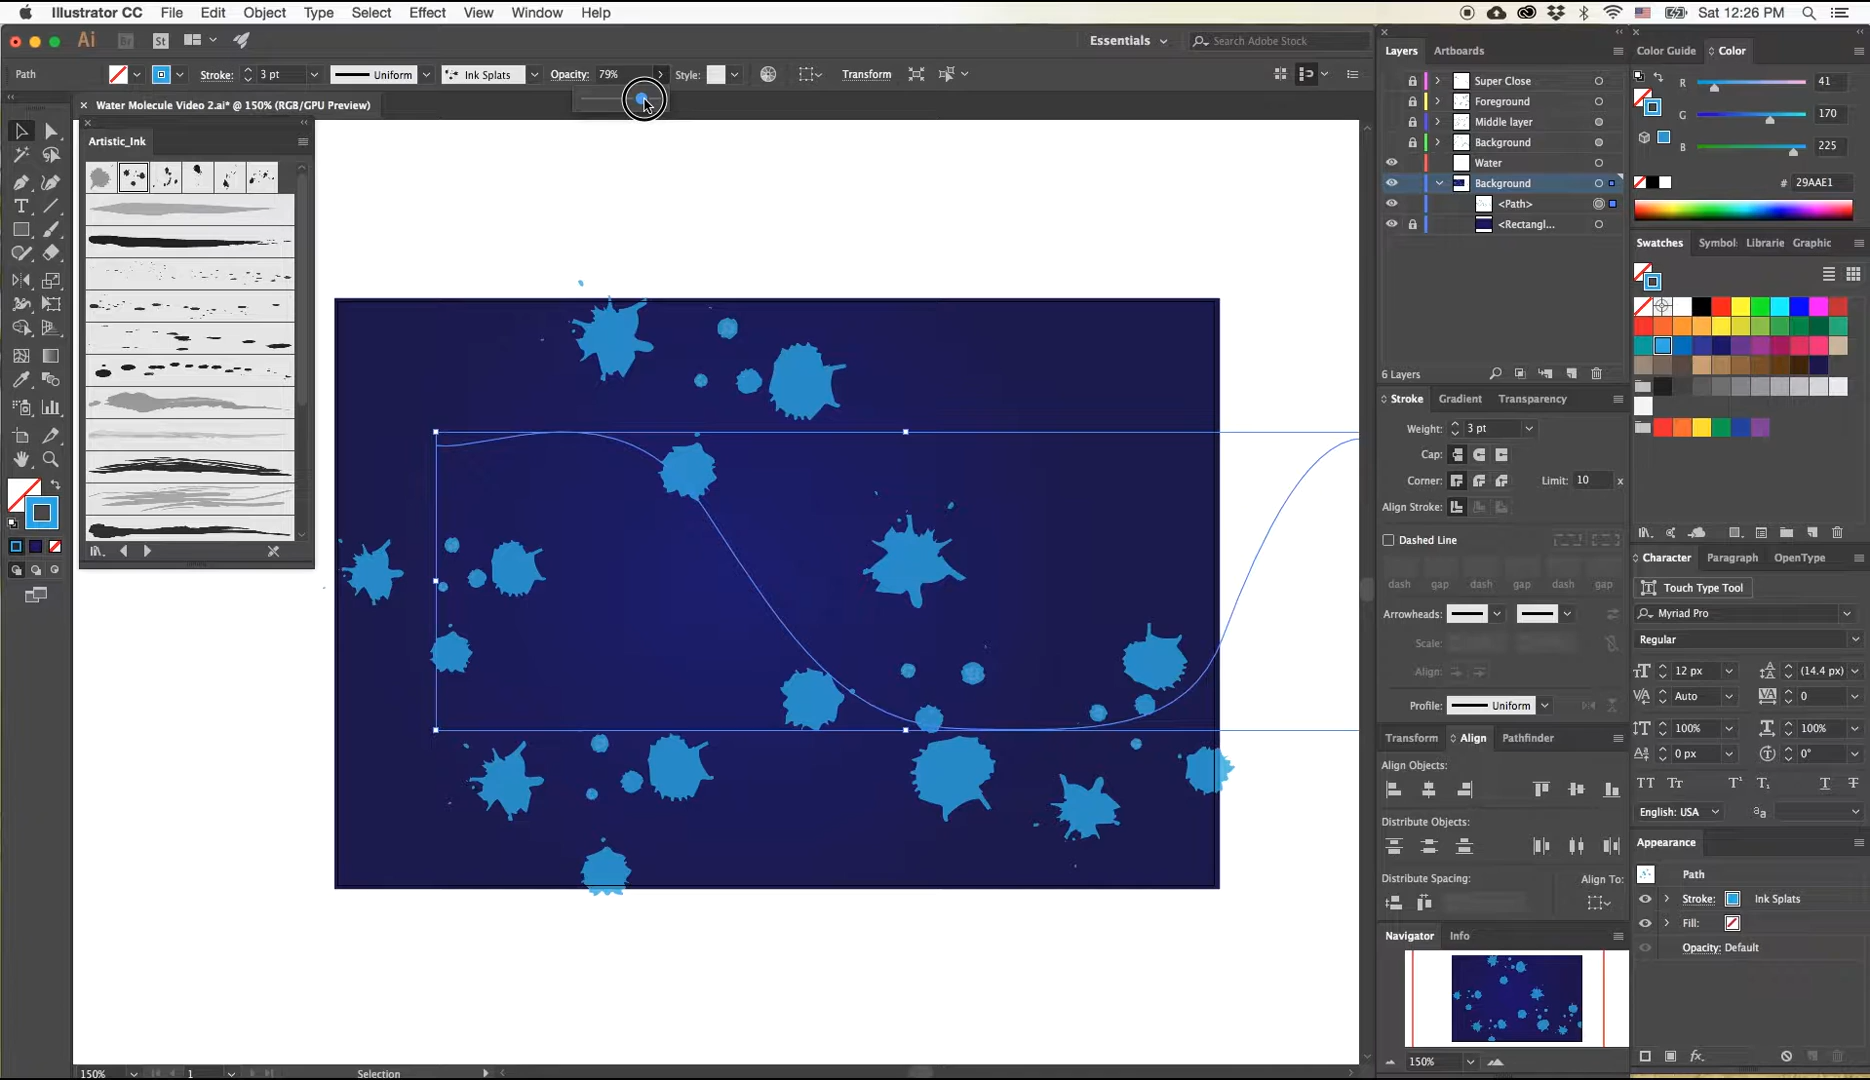 Illustrator CC File Edit Object Type Select Effect View Window Help Sat 12:26 PM
Ai Br St Essentials Search Adobe Stock
Path Stroke: 3 pt Uniform Ink Splats Opacity: 79% Style: Transform
Water Molecule Video 2.ai* @ 150% (RGB/GPU Preview)
Artistic_Ink
Layers Artboards
Super Close
Foreground
Middle layer
Background
Water
Background
<Path>
<Rectangl...
6 Layers
Color Guide Color
R 41
G 170
B 225
# 29AAE1
Swatches Symbol: Librarie Graphic
Stroke Gradient Transparency
Weight: 3 pt
Cap:
Corner: Limit: 10 x
Align Stroke:
Dashed Line
dash gap dash gap dash gap
Arrowheads:
Scale:
Align:
Profile: Uniform
Character Paragraph OpenType
Touch Type Tool
Myriad Pro
Regular
12 px (14.4 px)
Auto 0
100% 100%
0 px 0°
English: USA
Transform Align Pathfinder
Align Objects:
Distribute Objects:
Distribute Spacing: Align To:
Appearance
Path
Stroke: Ink Splats
Fill:
Opacity: Default
Navigator Info
150%
150% 1 Selection